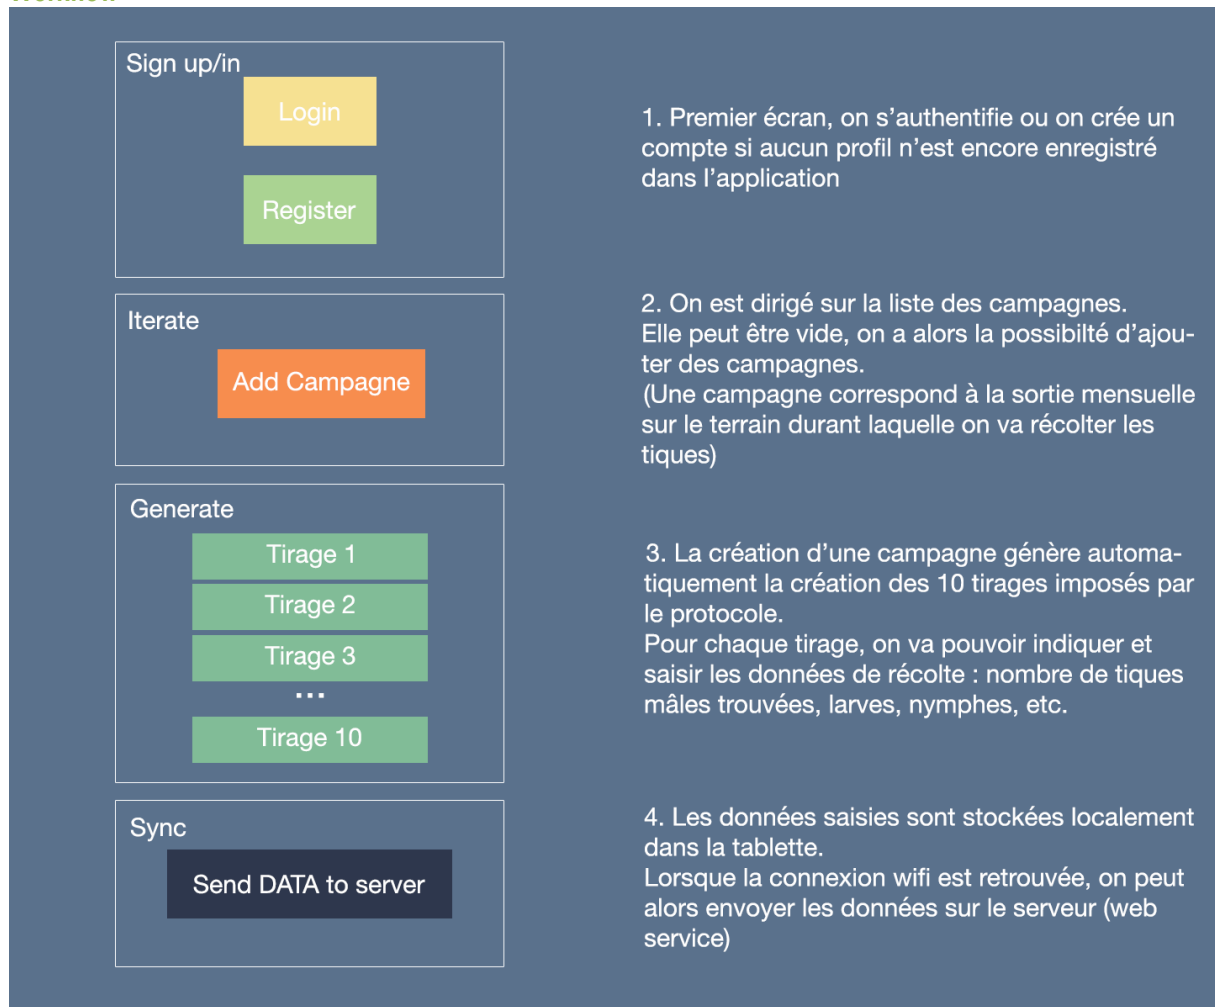 Workflow
Sign up/in
Login
Register
1. Premier écran, on s’authentifie ou on crée un
compte si aucun profil n’est encore enregistré
dans l’application
Iterate
Add Campagne
2. On est dirigé sur la liste des campagnes.
Elle peut être vide, on a alors la possibilté d’ajou-
ter des campagnes.
(Une campagne correspond à la sortie mensuelle
sur le terrain durant laquelle on va récolter les
tiques)
Generate
Tirage 1
Tirage 2
Tirage 3
...
Tirage 10
3. La création d’une campagne génère automa-
tiquement la création des 10 tirages imposés par
le protocole.
Pour chaque tirage, on va pouvoir indiquer et
saisir les données de récolte : nombre de tiques
mâles trouvées, larves, nymphes, etc.
Sync
Send DATA to server
4. Les données saisies sont stockées localement
dans la tablette.
Lorsque la connexion wifi est retrouvée, on peut
alors envoyer les données sur le serveur (web
service)